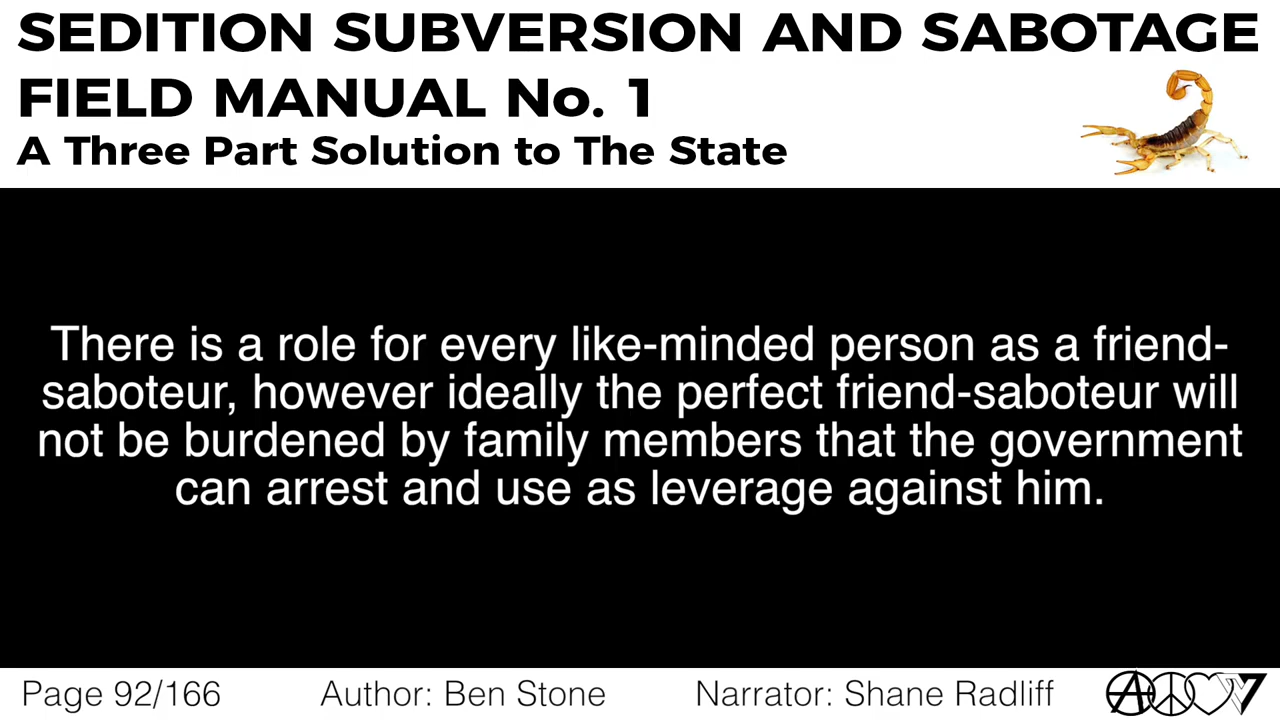 SEDITION SUBVERSION AND SABOTAGE
FIELD MANUAL No. 1
A Three Part Solution to The State
There is a role for every like-minded person as a friend-
saboteur, however ideally the perfect friend-saboteur will
not be burdened by family members that the government
can arrest and use as leverage against him.
Page 92/166 Author: Ben Stone Narrator: Shane Radliff